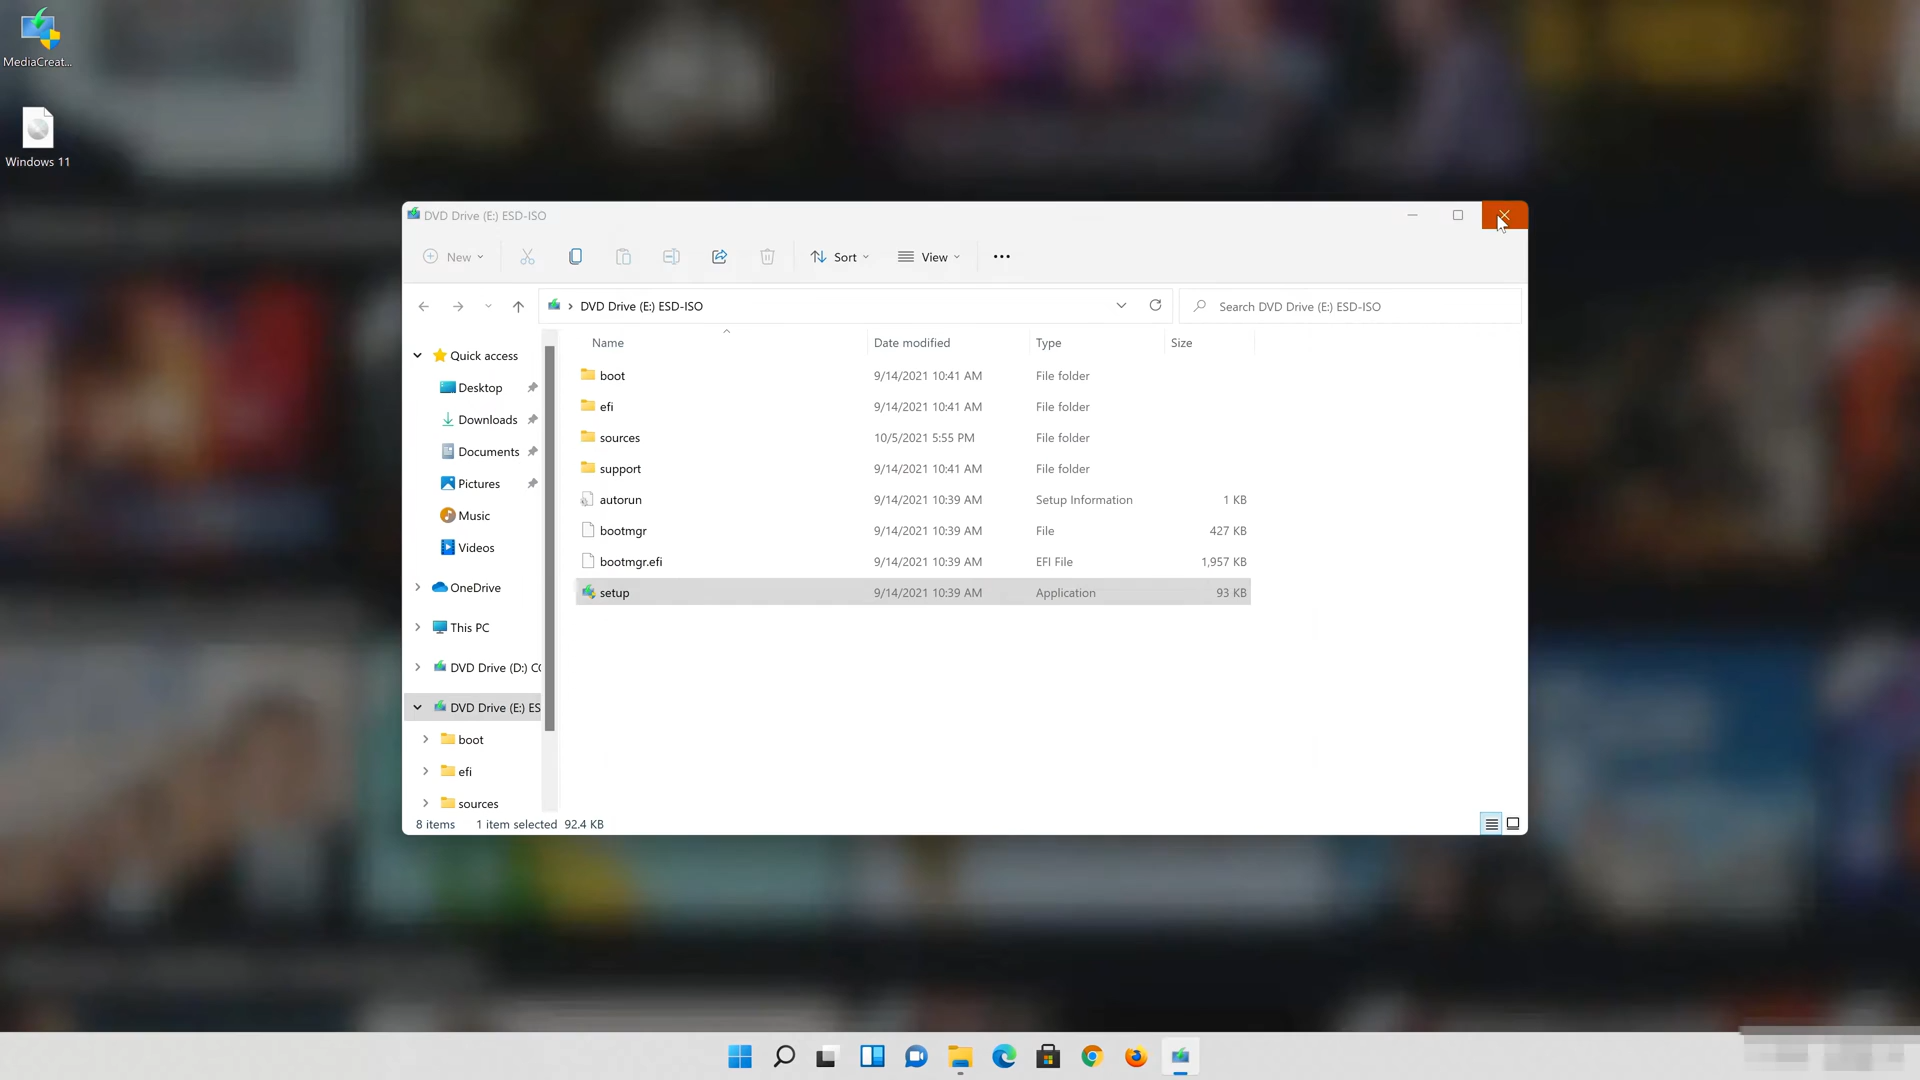 MediaCreat...
Windows 11
DVD Drive (E:) ESD-ISO
New
Sort
View
DVD Drive (E:) ESD-ISO
Search DVD Drive (E:) ESD-ISO
Name Date modified Type Size
Quick access
Desktop
Downloads
Documents
Pictures
Music
Videos
OneDrive
This PC
DVD Drive (D:) CC
DVD Drive (E:) ES
boot
efi
sources
boot 9/14/2021 10:41 AM File folder
efi 9/14/2021 10:41 AM File folder
sources 10/5/2021 5:55 PM File folder
support 9/14/2021 10:41 AM File folder
autorun 9/14/2021 10:39 AM Setup Information 1 KB
bootmgr 9/14/2021 10:39 AM File 427 KB
bootmgr.efi 9/14/2021 10:39 AM EFI File 1,957 KB
setup 9/14/2021 10:39 AM Application 93 KB
8 items 1 item selected 92.4 KB